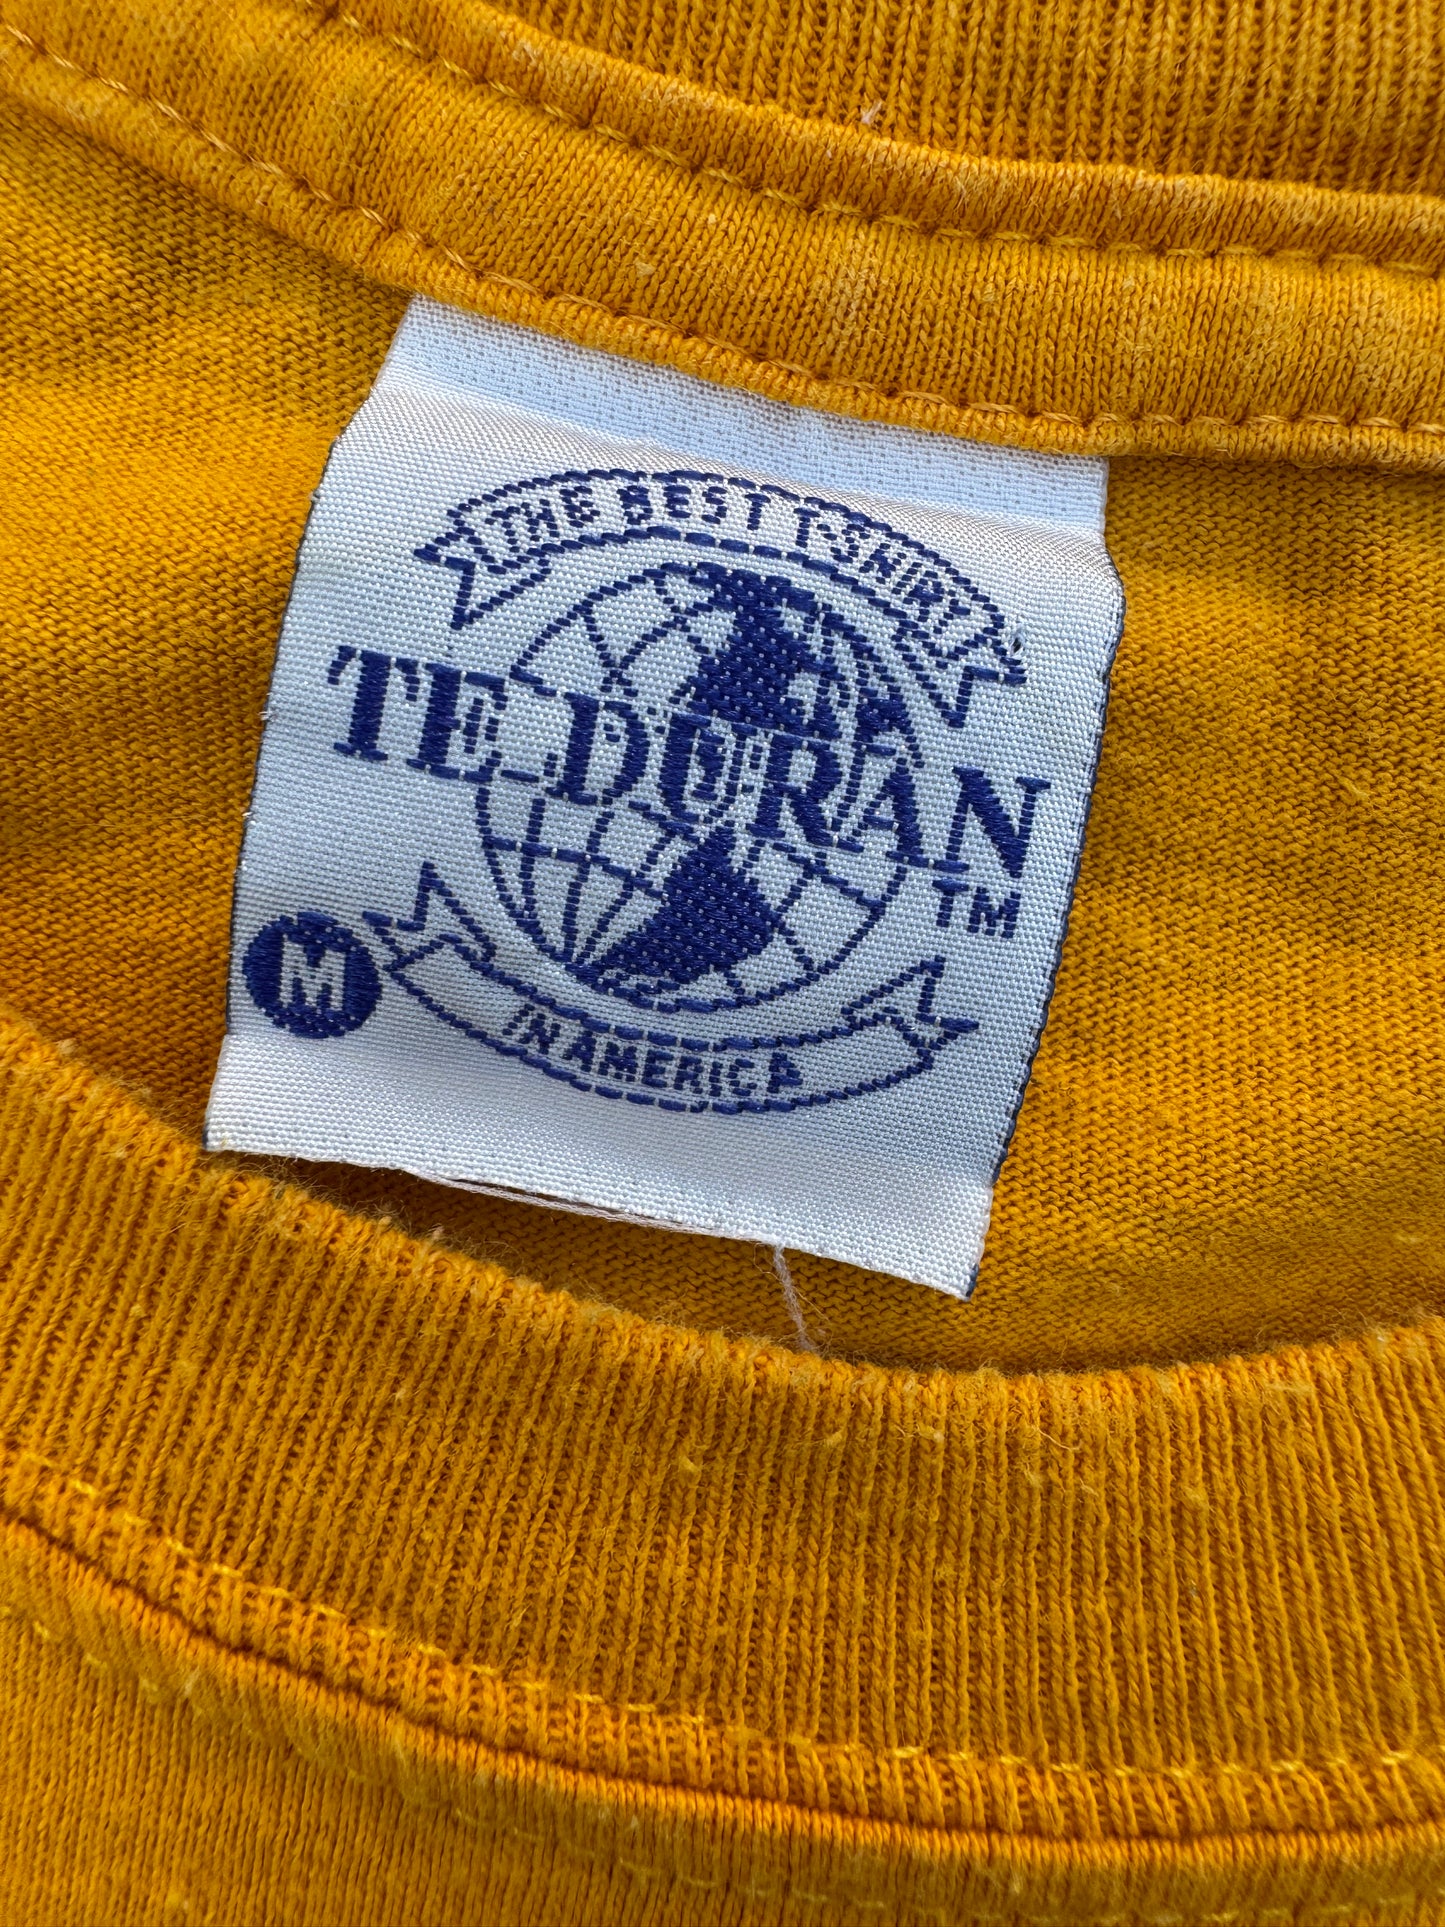 THE BEST T-SHIRT
TE DURAN
TM
M
IN AMERICA